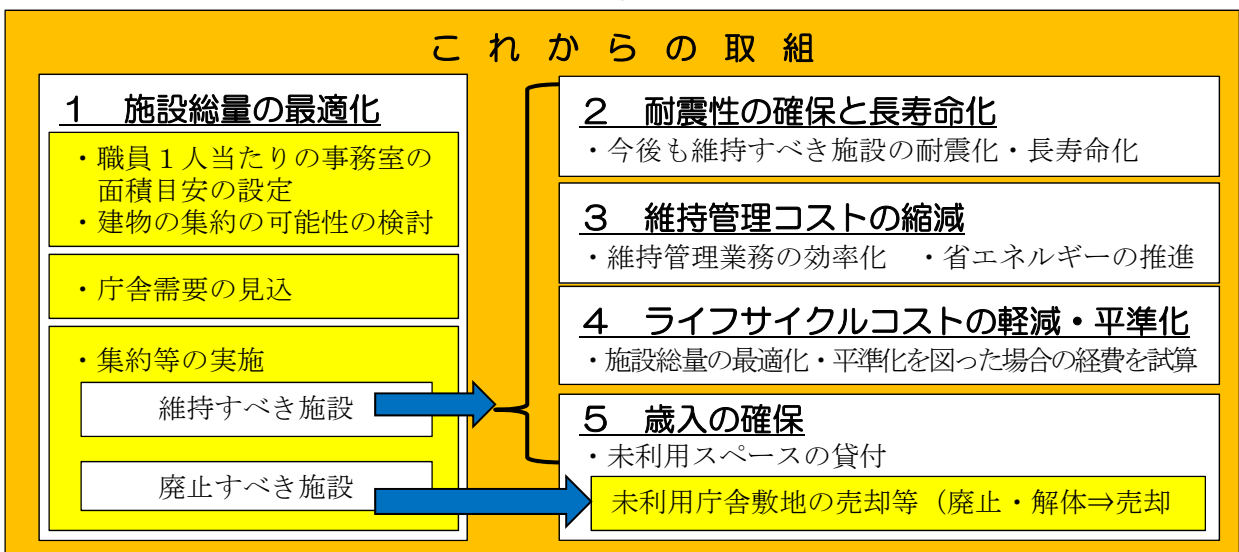 これからの取組
１　施設総量の最適化
・職員１人当たりの事務室の
面積目安の設定
・建物の集約の可能性の検討
・庁舎需要の見込
・集約等の実施
維持すべき施設
廃止すべき施設
２　耐震性の確保と長寿命化
・今後も維持すべき施設の耐震化・長寿命化
３　維持管理コストの縮減
・維持管理業務の効率化　・省エネルギーの推進
４　ライフサイクルコストの軽減・平準化
・施設総量の最適化・平準化を図った場合の経費を試算
５　歳入の確保
・未利用スペースの貸付
未利用庁舎敷地の売却等（廃止・解体⇒売却